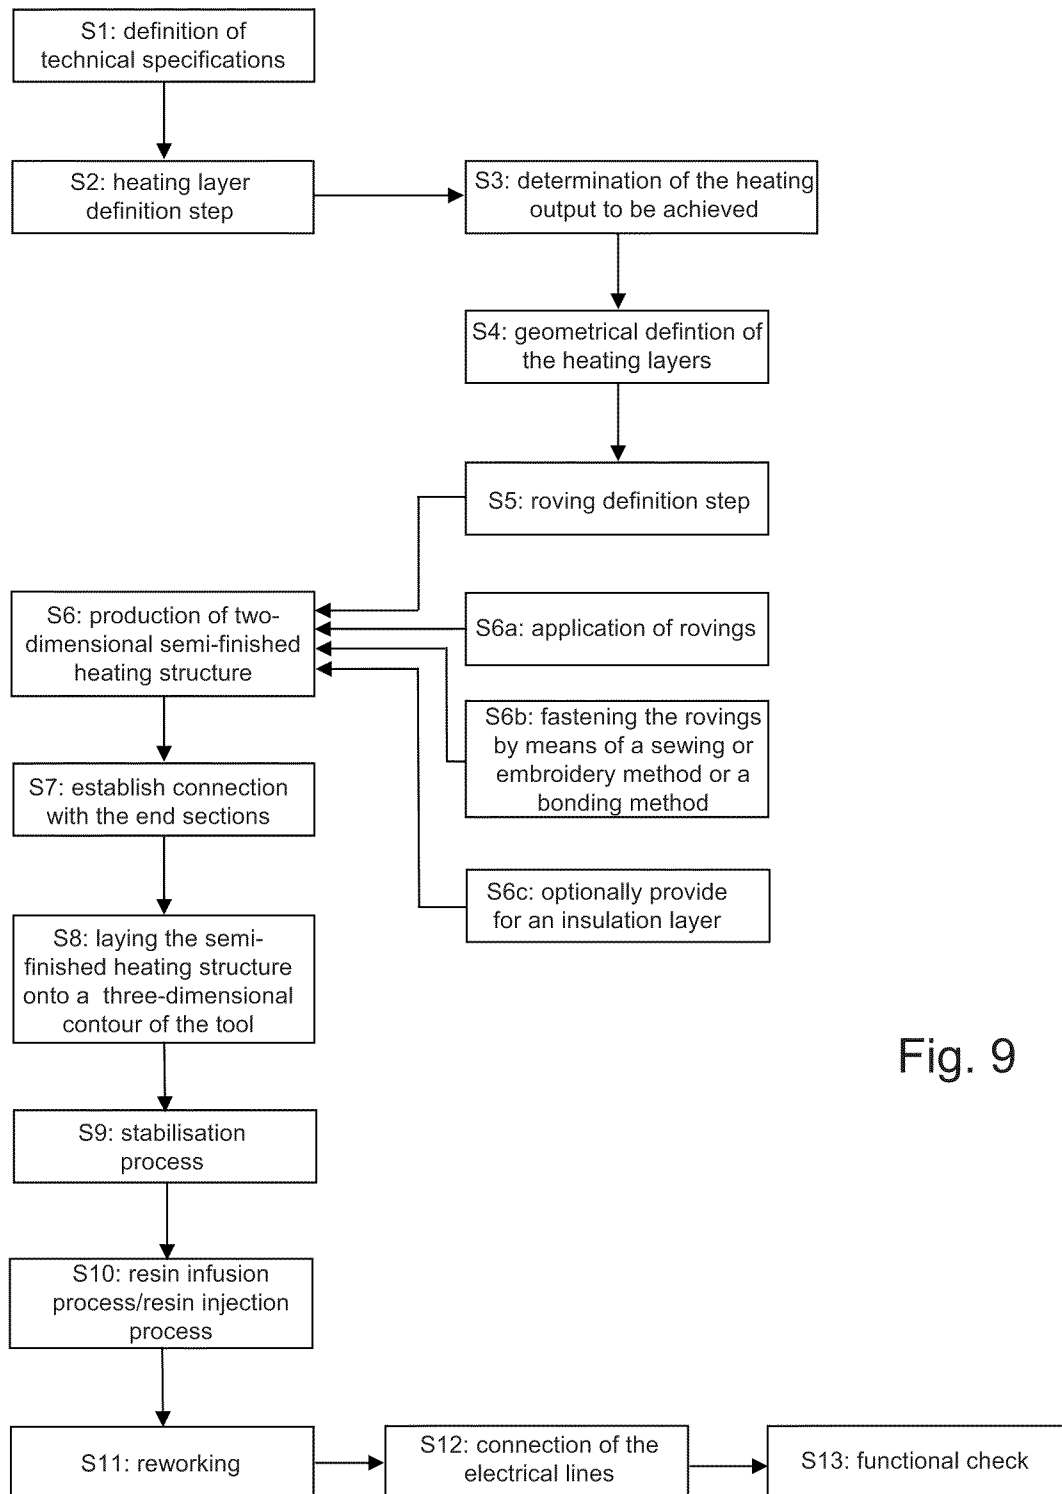 S1: definition of
technical specifications
S2: heating layer
definition step
S3: determination of the heating
output to be achieved
S4: geometrical defintion of
the heating layers
S5: roving definition step
S6: production of two-
dimensional semi-finished
heating structure
S6a: application of rovings
S6b: fastening the rovings
by means of a sewing or
embroidery method or a
bonding method
S6c: optionally provide
for an insulation layer
S7: establish connection
with the end sections
S8: laying the semi-
finished heating structure
onto a three-dimensional
contour of the tool
Fig. 9
S9: stabilisation
process
S10: resin infusion
process/resin injection
process
S11: reworking
S12: connection of the
electrical lines
S13: functional check